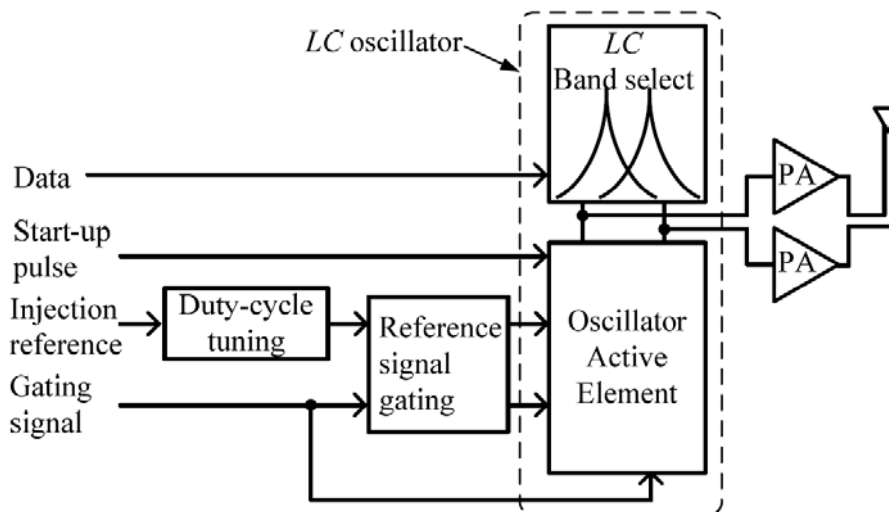 LC oscillator
LC
Band select
Data
Start-up
pulse
Injection
reference
Duty-cycle
tuning
Reference
signal
gating
Gating
signal
Oscillator
Active
Element
PA
PA